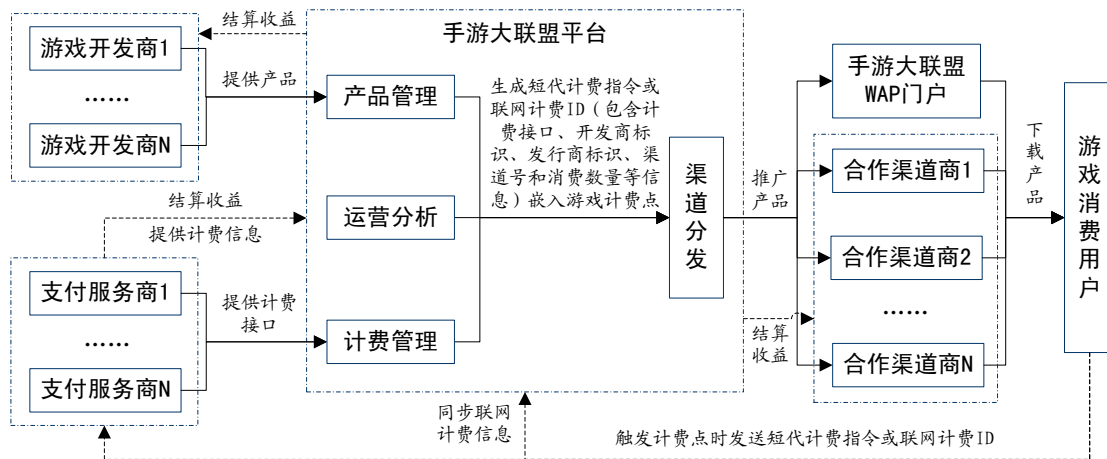 结算收益
手游大联盟平台
游戏开发商1
……
游戏开发商N
提供产品
产品管理
生成短代计费指令或
联网计费ID（包含计
费接口、开发商标
识、发行商标识、渠
道号和消费数量等信
息）嵌入游戏计费点
手游大联盟
WAP门户
下载产品
游戏消费用户
结算收益
提供计费信息
运营分析
渠道分发
推广
产品
合作渠道商1
合作渠道商2
……
合作渠道商N
支付服务商1
……
支付服务商N
提供计费
接口
计费管理
结算
收益
同步联网
计费信息
触发计费点时发送短代计费指令或联网计费ID